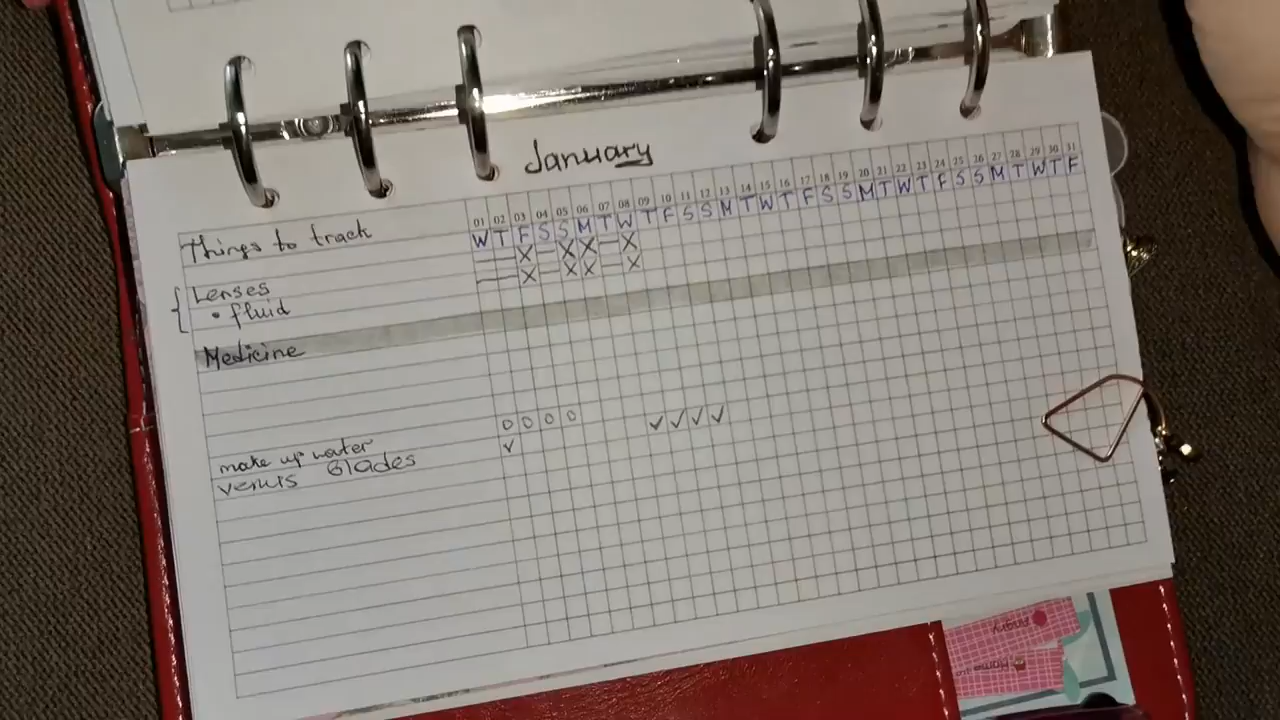 January
01 02 03 04 05 06 07 08 09 10 11 12 13 14 15 16 17 18 19 20 21 22 23 24 25 26 27 28 29 30 31
Things to track W T F S S M T W T F S S M T W T F S S M T W T F S S M T W T F
Lenses
• fluid
Medicine
make up water
venus Blades